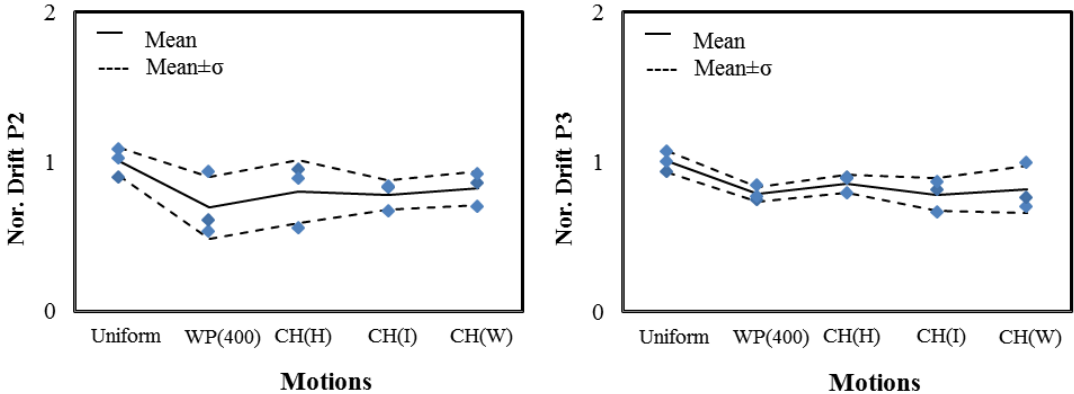 2
Mean
Mean±σ
Nor. Drift P2
1
0
Uniform WP(400) CH(H) CH(I) CH(W)
Motions
2
Mean
Mean±σ
Nor. Drift P3
1
0
Uniform WP(400) CH(H) CH(I) CH(W)
Motions